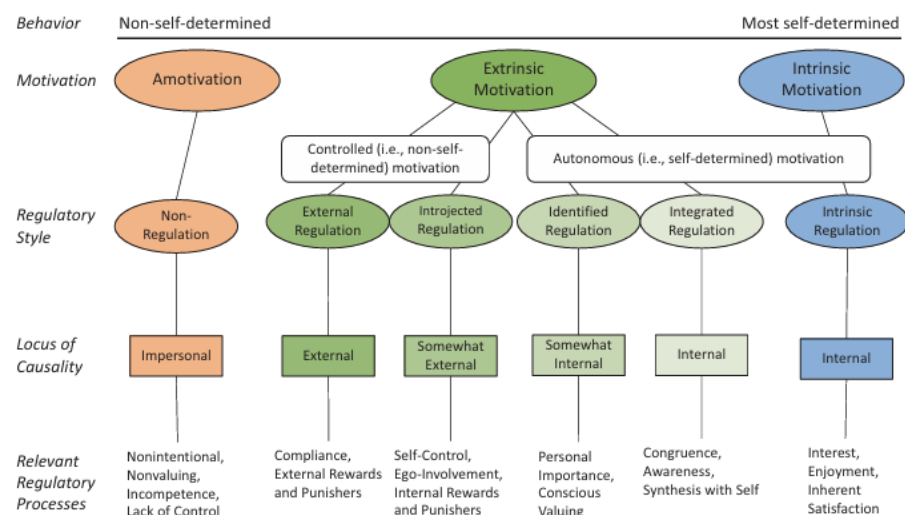 Behavior
Non-self-determined
Most self-determined
Motivation
Amotivation
Extrinsic
Motivation
Intrinsic
Motivation
Controlled (i.e., non-self-
determined) motivation
Autonomous (i.e., self-determined) motivation
Regulatory
Style
Non-
Regulation
External
Regulation
Introjected
Regulation
Identified
Regulation
Integrated
Regulation
Intrinsic
Regulation
Locus of
Causality
Impersonal
External
Somewhat
External
Somewhat
Internal
Internal
Internal
Relevant
Regulatory
Processes
Nonintentional,
Nonvaluing,
Incompetence,
Lack of Control
Compliance,
External Rewards
and Punishers
Self-Control,
Ego-Involvement,
Internal Rewards
and Punishers
Personal
Importance,
Conscious
Valuing
Congruence,
Awareness,
Synthesis with Self
Interest,
Enjoyment,
Inherent
Satisfaction